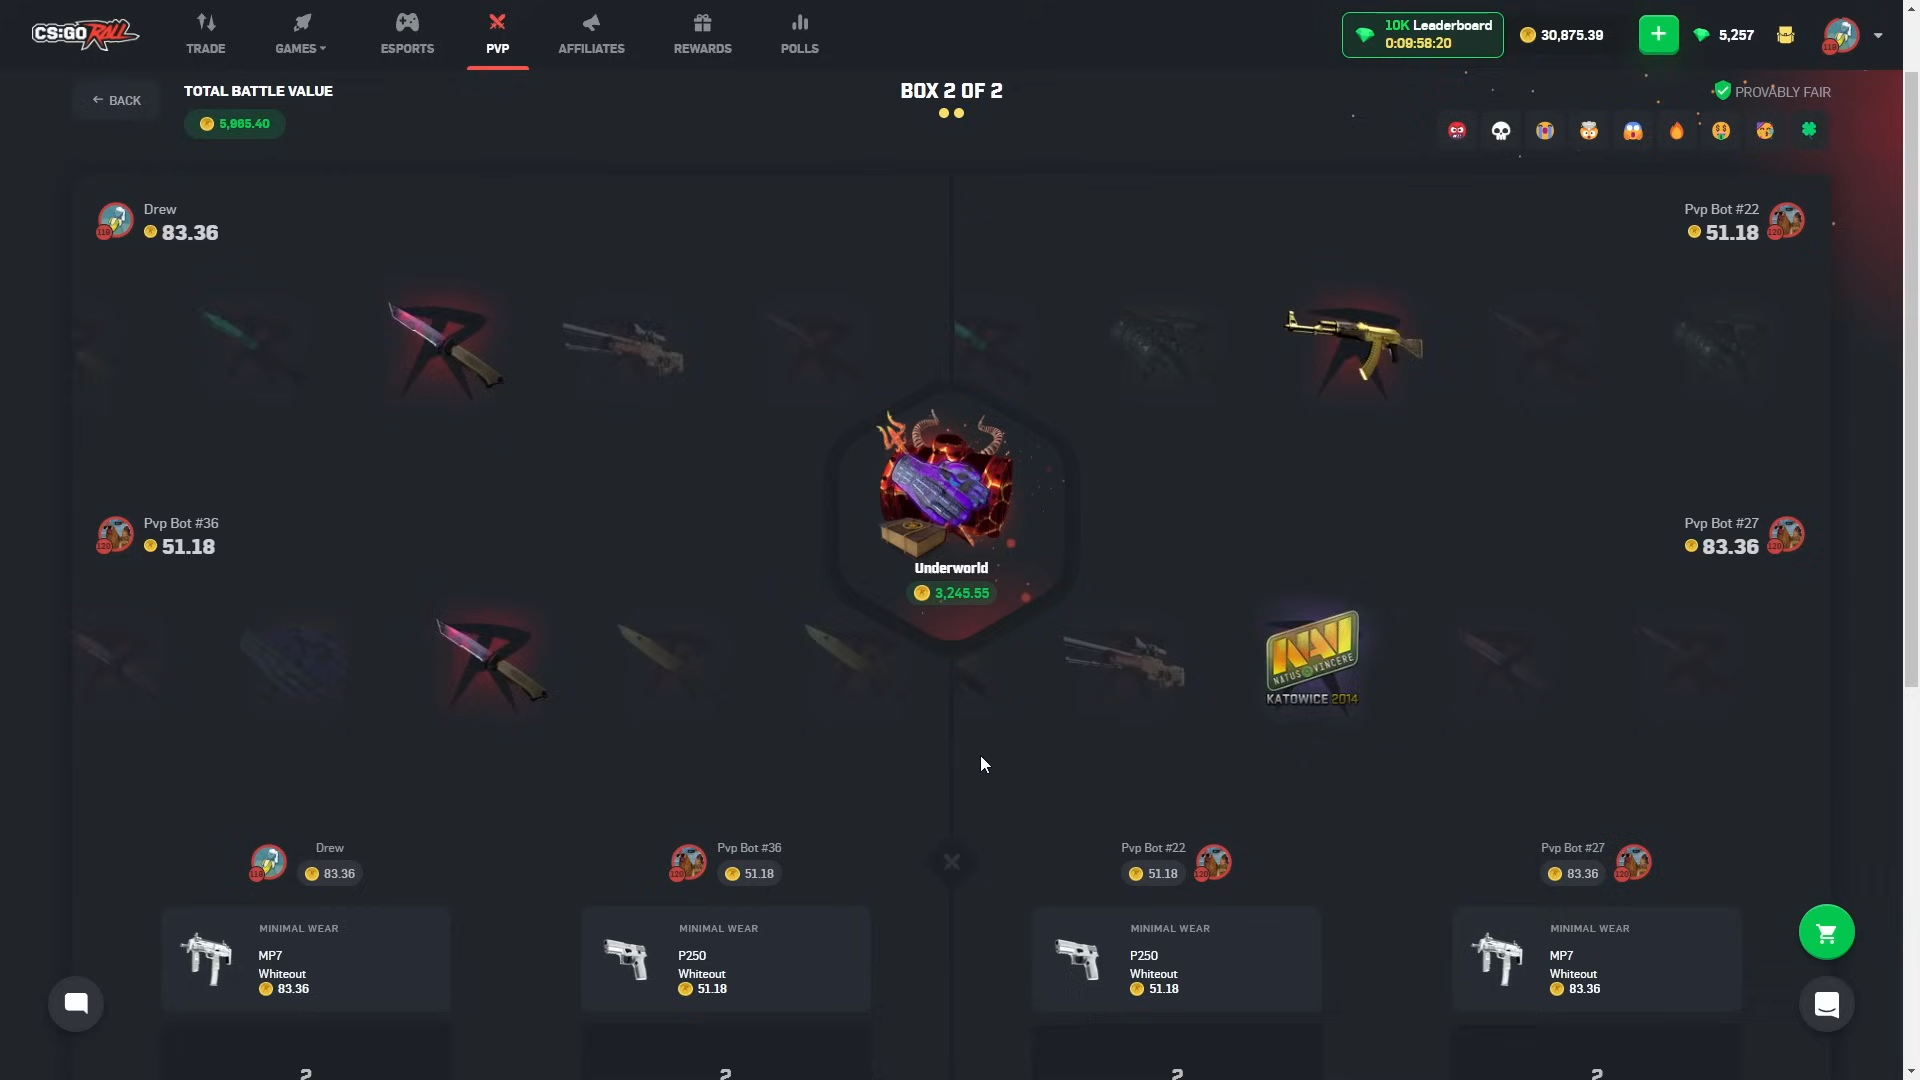 CS:GO ROLL
TRADE
GAMES
ESPORTS
PVP
AFFILIATES
REWARDS
POLLS
10K Leaderboard
0:09:58:20
30,875.39
+
5,257
BACK
TOTAL BATTLE VALUE
5,965.40
BOX 2 OF 2
PROVABLY FAIR
Drew
83.36
Pvp Bot #22
51.18
Pvp Bot #36
51.18
Pvp Bot #27
83.36
Underworld
3,245.55
NAVI
NATUS VINCERE
KATOWICE 2014
Drew
83.36
Pvp Bot #36
51.18
Pvp Bot #22
51.18
Pvp Bot #27
83.36
MINIMAL WEAR
MP7
Whiteout
83.36
MINIMAL WEAR
P250
Whiteout
51.18
MINIMAL WEAR
P250
Whiteout
51.18
MINIMAL WEAR
MP7
Whiteout
83.36